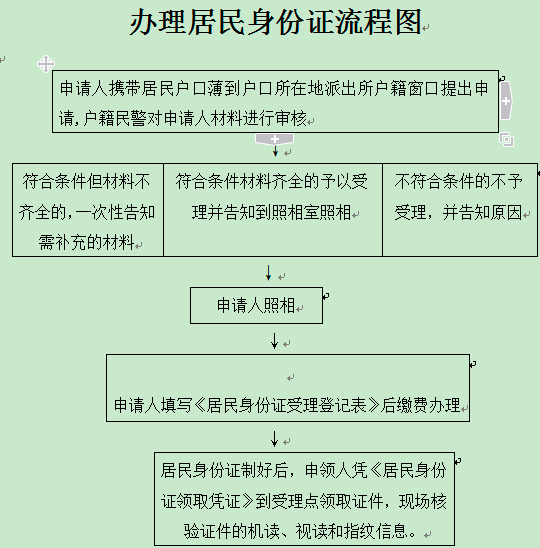 办理居民身份证流程图
申请人携带居民户口薄到户口所在地派出所户籍窗口提出申
请,户籍民警对申请人材料进行审核
符合条件但材料不
齐全的,一次性告知
需补充的材料
符合条件材料齐全的予以受
理并告知到照相室照相
不符合条件的不予
受理，并告知原因
申请人照相
申请人填写《居民身份证受理登记表》后缴费办理
居民身份证制好后，申领人凭《居民身份
证领取凭证》到受理点领取证件，现场核
验证件的机读、视读和指纹信息。